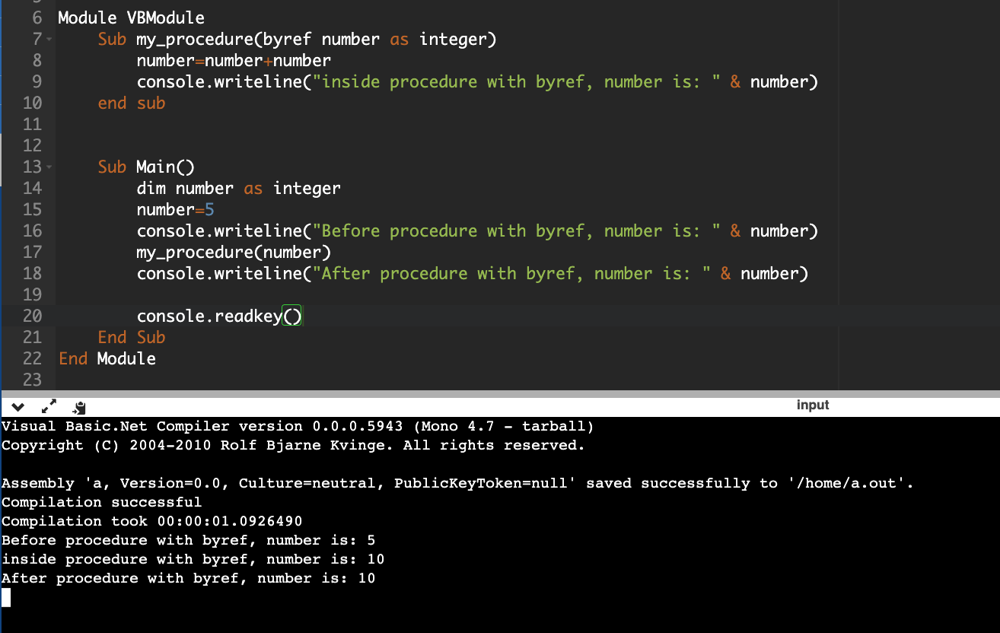 6 Module VBModule
7 Sub my_procedure(byref number as integer)
8 number=number+number
9 console.writeline("inside procedure with byref, number is: " & number)
10 end sub
11
12
13 Sub Main()
14 dim number as integer
15 number=5
16 console.writeline("Before procedure with byref, number is: " & number)
17 my_procedure(number)
18 console.writeline("After procedure with byref, number is: " & number)
19
20 console.readkey()
21 End Sub
22 End Module
23
input
Visual Basic.Net Compiler version 0.0.0.5943 (Mono 4.7 - tarball)
Copyright (C) 2004-2010 Rolf Bjarne Kvinge. All rights reserved.
Assembly 'a, Version=0.0, Culture=neutral, PublicKeyToken=null' saved successfully to '/home/a.out'.
Compilation successful
Compilation took 00:00:01.0926490
Before procedure with byref, number is: 5
inside procedure with byref, number is: 10
After procedure with byref, number is: 10